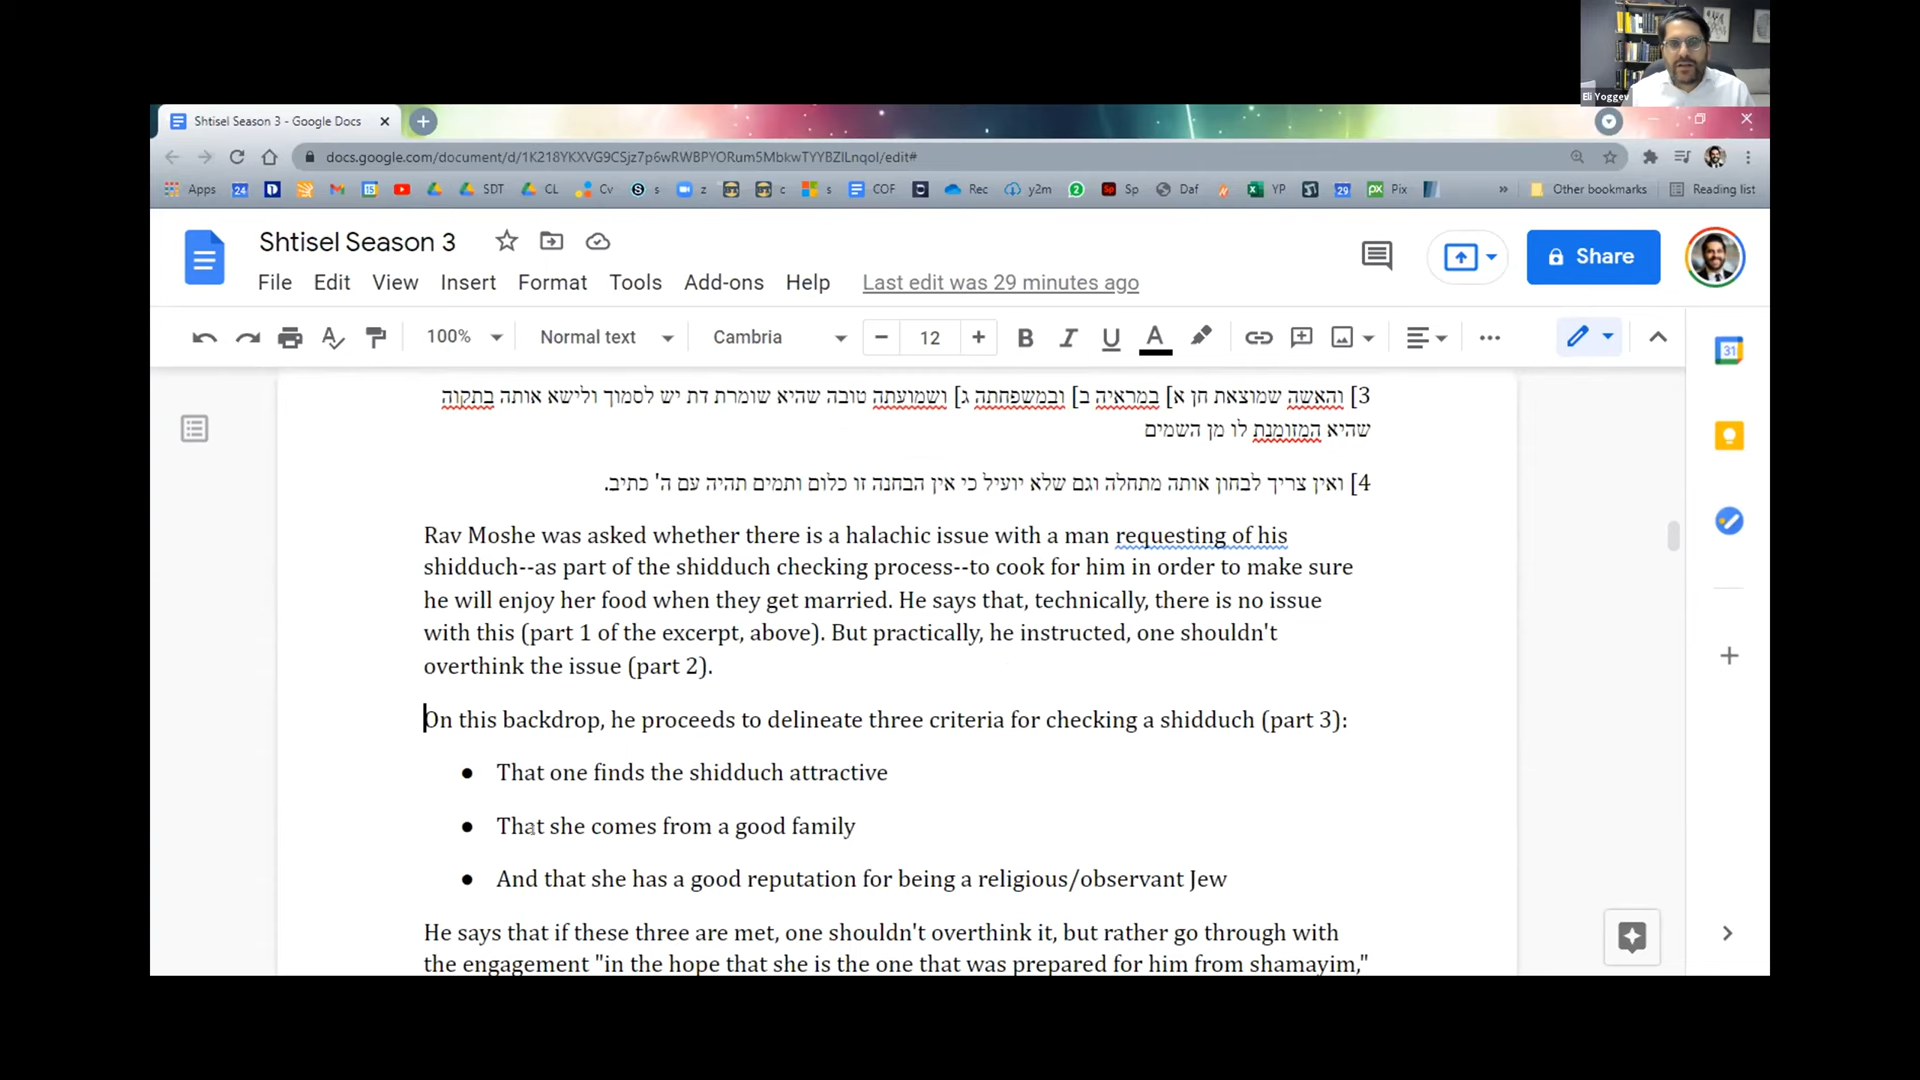 Eli Yoggev
Shtisel Season 3 - Google Docs
docs.google.com/document/d/1K218YKXVG9CSjz7p6wRWBPYORum5MbkwTYYBZlLnqol/edit#
Apps 24 15 SDT CL Cv s z c s COF Rec y2m 2 Sp Daf YP 29 Pix » Other bookmarks Reading list
Shtisel Season 3
Share
File Edit View Insert Format Tools Add-ons Help Last edit was 29 minutes ago
100% Normal text Cambria 12 B I U A
31
3] והאשה שמוצאת חן א] במראיה ב] ובמשפחתה ג] ושמועתה טובה שהיא שומרת דת יש לסמוך ולישא אותה בתקוה
שהיא המזומנת לו מן השמים
4] ואין צריך לבחון אותה מתחלה וגם שלא יועיל כי אין הבחנה זו כלום ותמים תהיה עם ה' כתיב.
Rav Moshe was asked whether there is a halachic issue with a man requesting of his
shidduch--as part of the shidduch checking process--to cook for him in order to make sure
he will enjoy her food when they get married. He says that, technically, there is no issue
with this (part 1 of the excerpt, above). But practically, he instructed, one shouldn't
overthink the issue (part 2).
On this backdrop, he proceeds to delineate three criteria for checking a shidduch (part 3):
● That one finds the shidduch attractive
● That she comes from a good family
● And that she has a good reputation for being a religious/observant Jew
He says that if these three are met, one shouldn't overthink it, but rather go through with
the engagement "in the hope that she is the one that was prepared for him from shamayim,"